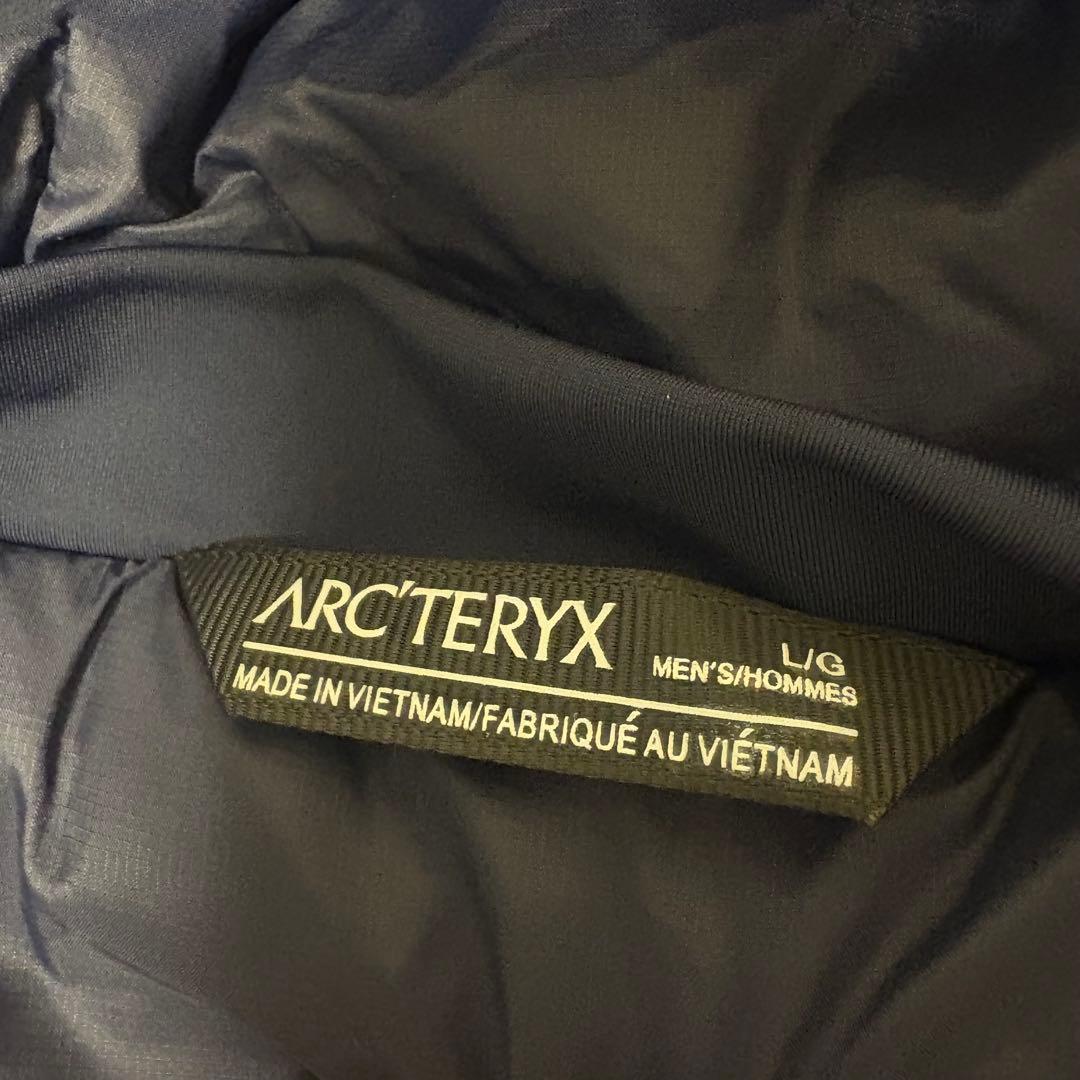 ARC'TERYX
L/G
MEN'S/HOMMES
MADE IN VIETNAM/FABRIQUÉ AU VIÉTNAM